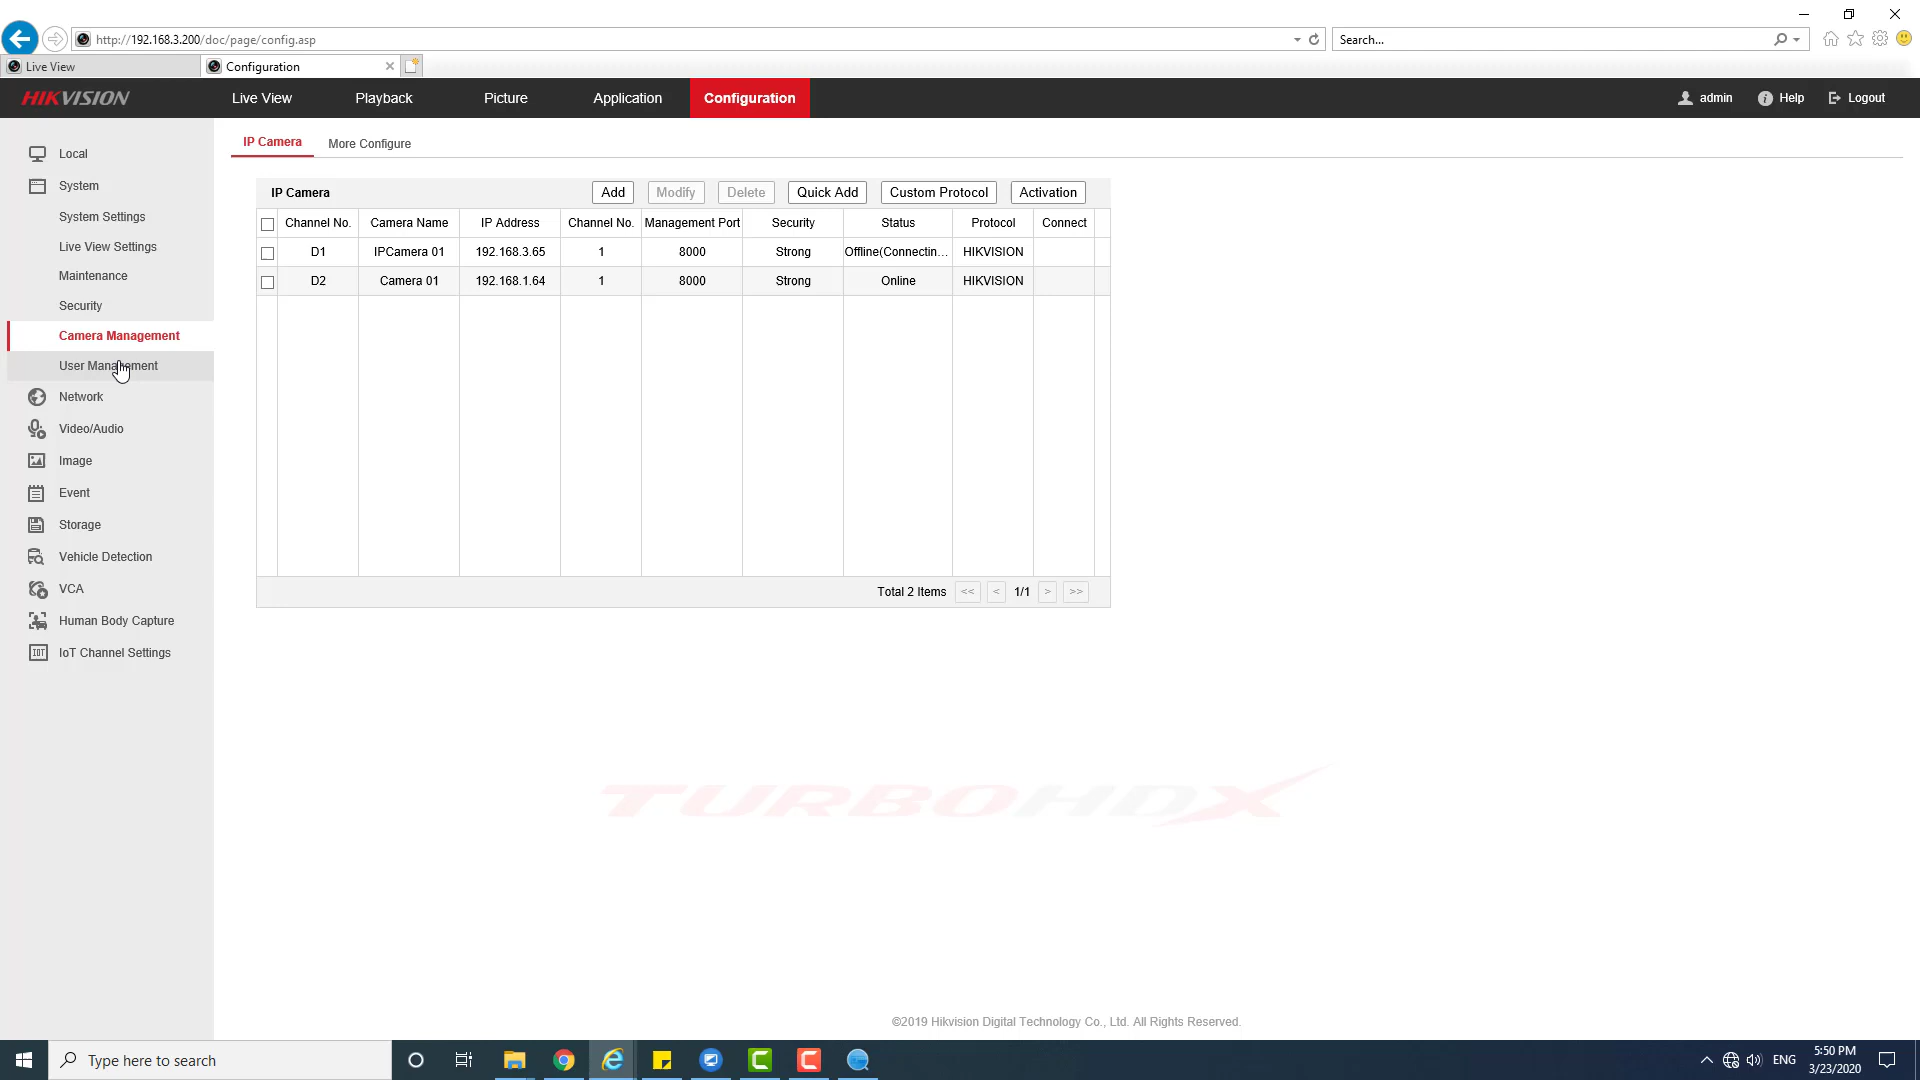 http://192.168.3.200/doc/page/config.asp
Search...
Live View
Configuration
HIKVISION
Live View
Playback
Picture
Application
Configuration
admin
Help
Logout
Local
System
System Settings
Live View Settings
Maintenance
Security
Camera Management
User Management
Network
Video/Audio
Image
Event
Storage
Vehicle Detection
VCA
Human Body Capture
IOT
IoT Channel Settings
IP Camera
More Configure
IP Camera
Add
Modify
Delete
Quick Add
Custom Protocol
Activation
Channel No. Camera Name IP Address Channel No. Management Port Security Status Protocol Connect
D1 IPCamera 01 192.168.3.65 1 8000 Strong Offline(Connectin... HIKVISION
D2 Camera 01 192.168.1.64 1 8000 Strong Online HIKVISION
Total 2 Items << < 1/1 > >>
TURBOHDX
©2019 Hikvision Digital Technology Co., Ltd. All Rights Reserved.
Type here to search
ENG
5:50 PM
3/23/2020